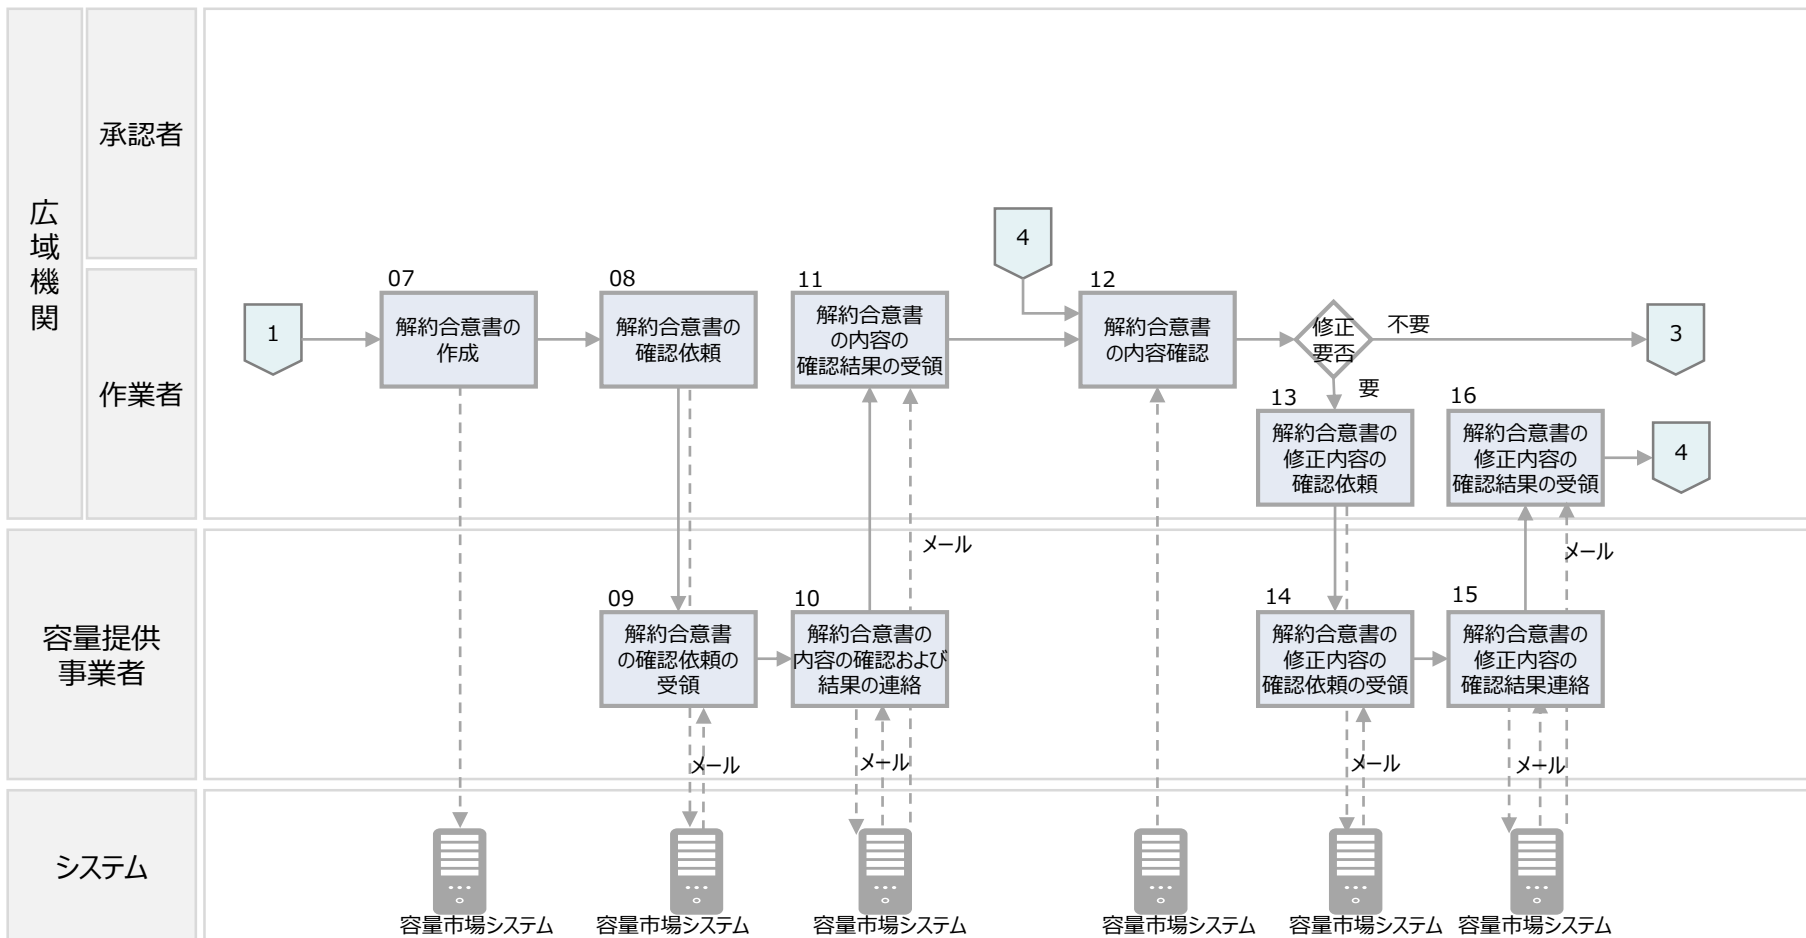 広
域
機
関
承認者
作業者
1
07
解約合意書の
作成
08
解約合意書の
確認依頼
11
解約合意書
の内容の
確認結果の受領
4
12
解約合意書
の内容確認
修正
要否
不要
3
要
13
解約合意書の
修正内容の
確認依頼
16
解約合意書の
修正内容の
確認結果の受領
4
容量提供
事業者
メール
メール
09
解約合意書
の確認依頼の
受領
10
解約合意書の
内容の確認および
結果の連絡
14
解約合意書の
修正内容の
確認依頼の受領
15
解約合意書の
修正内容の
確認結果連絡
メール
メール
メール
メール
システム
容量市場システム
容量市場システム
容量市場システム
容量市場システム
容量市場システム
容量市場システム